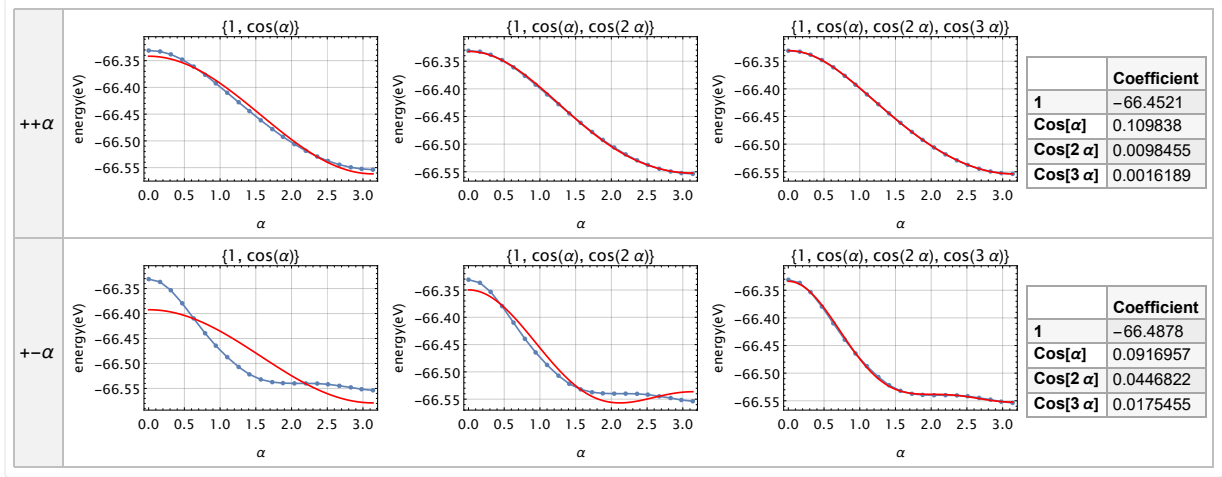 ++α
{1, cos(α)}
energy(eV)
−66.35
−66.40
−66.45
−66.50
−66.55
0.0 0.5 1.0 1.5 2.0 2.5 3.0
α
{1, cos(α), cos(2 α)}
energy(eV)
−66.35
−66.40
−66.45
−66.50
−66.55
0.0 0.5 1.0 1.5 2.0 2.5 3.0
α
{1, cos(α), cos(2 α), cos(3 α)}
energy(eV)
−66.35
−66.40
−66.45
−66.50
−66.55
0.0 0.5 1.0 1.5 2.0 2.5 3.0
α
Coefficient
1 −66.4521
Cos[α] 0.109838
Cos[2 α] 0.0098455
Cos[3 α] 0.0016189
+−α
{1, cos(α)}
energy(eV)
−66.35
−66.40
−66.45
−66.50
−66.55
0.0 0.5 1.0 1.5 2.0 2.5 3.0
α
{1, cos(α), cos(2 α)}
energy(eV)
−66.35
−66.40
−66.45
−66.50
−66.55
0.0 0.5 1.0 1.5 2.0 2.5 3.0
α
{1, cos(α), cos(2 α), cos(3 α)}
energy(eV)
−66.35
−66.40
−66.45
−66.50
−66.55
0.0 0.5 1.0 1.5 2.0 2.5 3.0
α
Coefficient
1 −66.4878
Cos[α] 0.0916957
Cos[2 α] 0.0446822
Cos[3 α] 0.0175455